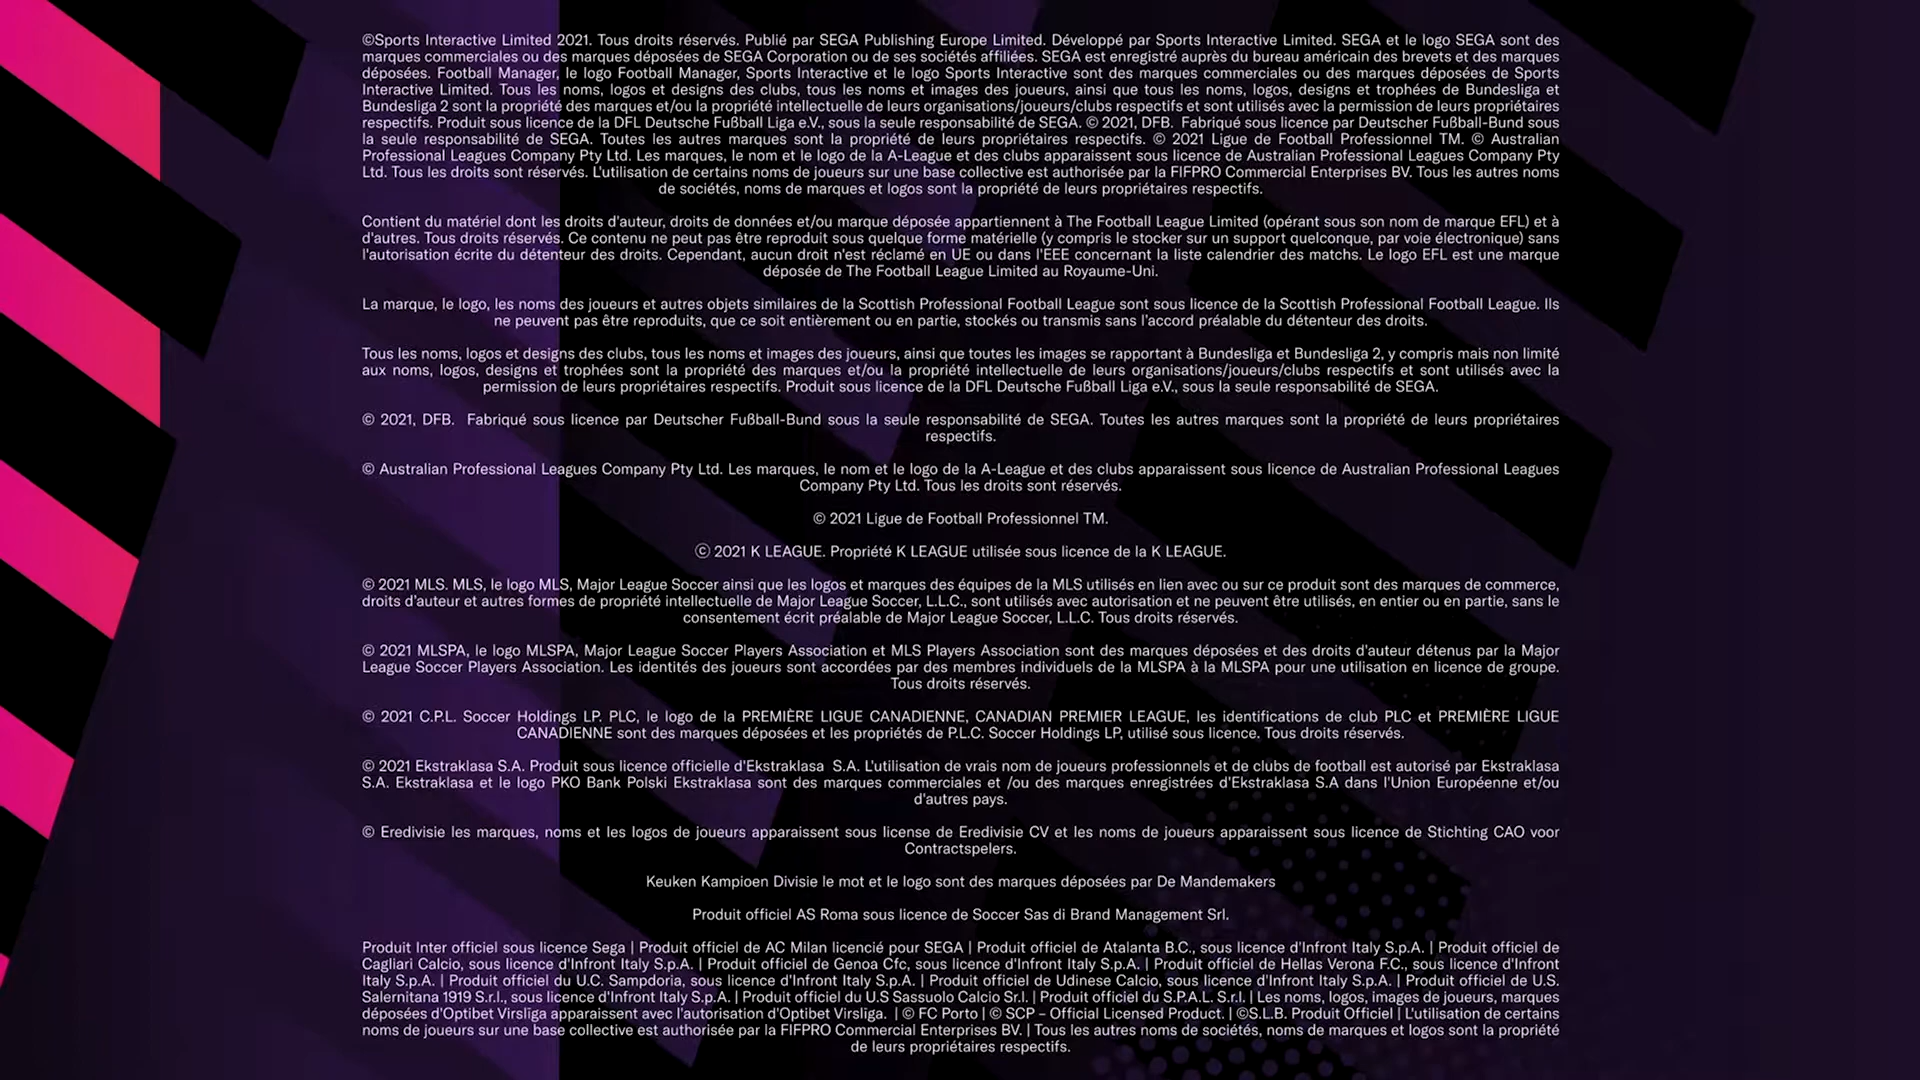 ©Sports Interactive Limited 2021. Tous droits réservés. Publié par SEGA Publishing Europe Limited. Développé par Sports Interactive Limited. SEGA et le logo SEGA sont des
marques commerciales ou des marques déposées de SEGA Corporation ou de ses sociétés affiliées. SEGA est enregistré auprès du bureau américain des brevets et des marques
déposées. Football Manager, le logo Football Manager, Sports Interactive et le logo Sports Interactive sont des marques commerciales ou des marques déposées de Sports
Interactive Limited. Tous les noms, logos et designs des clubs, tous les noms et images des joueurs, ainsi que tous les noms, logos, designs et trophées de Bundesliga et
Bundesliga 2 sont la propriété des marques et/ou la propriété intellectuelle de leurs organisations/joueurs/clubs respectifs et sont utilisés avec la permission de leurs propriétaires
respectifs. Produit sous licence de la DFL Deutsche Fußball Liga e.V., sous la seule responsabilité de SEGA. © 2021, DFB.  Fabriqué sous licence par Deutscher Fußball-Bund sous
la seule responsabilité de SEGA. Toutes les autres marques sont la propriété de leurs propriétaires respectifs. © 2021 Ligue de Football Professionnel TM. © Australian
Professional Leagues Company Pty Ltd. Les marques, le nom et le logo de la A-League et des clubs apparaissent sous licence de Australian Professional Leagues Company Pty
Ltd. Tous les droits sont réservés. L'utilisation de certains noms de joueurs sur une base collective est authorisée par la FIFPRO Commercial Enterprises BV. Tous les autres noms
de sociétés, noms de marques et logos sont la propriété de leurs propriétaires respectifs.
Contient du matériel dont les droits d'auteur, droits de données et/ou marque déposée appartiennent à The Football League Limited (opérant sous son nom de marque EFL) et à
d'autres. Tous droits réservés. Ce contenu ne peut pas être reproduit sous quelque forme matérielle (y compris le stocker sur un support quelconque, par voie électronique) sans
l'autorisation écrite du détenteur des droits. Cependant, aucun droit n'est réclamé en UE ou dans l'EEE concernant la liste calendrier des matchs. Le logo EFL est une marque
déposée de The Football League Limited au Royaume-Uni.
La marque, le logo, les noms des joueurs et autres objets similaires de la Scottish Professional Football League sont sous licence de la Scottish Professional Football League. Ils
ne peuvent pas être reproduits, que ce soit entièrement ou en partie, stockés ou transmis sans l'accord préalable du détenteur des droits.
Tous les noms, logos et designs des clubs, tous les noms et images des joueurs, ainsi que toutes les images se rapportant à Bundesliga et Bundesliga 2, y compris mais non limité
aux noms, logos, designs et trophées sont la propriété des marques et/ou la propriété intellectuelle de leurs organisations/joueurs/clubs respectifs et sont utilisés avec la
permission de leurs propriétaires respectifs. Produit sous licence de la DFL Deutsche Fußball Liga e.V., sous la seule responsabilité de SEGA.
© 2021, DFB.  Fabriqué sous licence par Deutscher Fußball-Bund sous la seule responsabilité de SEGA. Toutes les autres marques sont la propriété de leurs propriétaires
respectifs.
© Australian Professional Leagues Company Pty Ltd. Les marques, le nom et le logo de la A-League et des clubs apparaissent sous licence de Australian Professional Leagues
Company Pty Ltd. Tous les droits sont réservés.
© 2021 Ligue de Football Professionnel TM.
ⓒ 2021 K LEAGUE. Propriété K LEAGUE utilisée sous licence de la K LEAGUE.
© 2021 MLS. MLS, le logo MLS, Major League Soccer ainsi que les logos et marques des équipes de la MLS utilisés en lien avec ou sur ce produit sont des marques de commerce,
droits d'auteur et autres formes de propriété intellectuelle de Major League Soccer, L.L.C., sont utilisés avec autorisation et ne peuvent être utilisés, en entier ou en partie, sans le
consentement écrit préalable de Major League Soccer, L.L.C. Tous droits réservés.
© 2021 MLSPA, le logo MLSPA, Major League Soccer Players Association et MLS Players Association sont des marques déposées et des droits d'auteur détenus par la Major
League Soccer Players Association. Les identités des joueurs sont accordées par des membres individuels de la MLSPA à la MLSPA pour une utilisation en licence de groupe.
Tous droits réservés.
© 2021 C.P.L. Soccer Holdings LP. PLC, le logo de la PREMIÈRE LIGUE CANADIENNE, CANADIAN PREMIER LEAGUE, les identifications de club PLC et PREMIÈRE LIGUE
CANADIENNE sont des marques déposées et les propriétés de P.L.C. Soccer Holdings LP, utilisé sous licence. Tous droits réservés.
© 2021 Ekstraklasa S.A. Produit sous licence officielle d'Ekstraklasa  S.A. L'utilisation de vrais nom de joueurs professionnels et de clubs de football est autorisé par Ekstraklasa
S.A. Ekstraklasa et le logo PKO Bank Polski Ekstraklasa sont des marques commerciales et /ou des marques enregistrées d'Ekstraklasa S.A dans l'Union Européenne et/ou
d'autres pays.
© Eredivisie les marques, noms et les logos de joueurs apparaissent sous license de Eredivisie CV et les noms de joueurs apparaissent sous licence de Stichting CAO voor
Contractspelers.
Keuken Kampioen Divisie le mot et le logo sont des marques déposées par De Mandemakers
Produit officiel AS Roma sous licence de Soccer Sas di Brand Management Srl.
Produit Inter officiel sous licence Sega | Produit officiel de AC Milan licencié pour SEGA | Produit officiel de Atalanta B.C., sous licence d'Infront Italy S.p.A. | Produit officiel de
Cagliari Calcio, sous licence d'Infront Italy S.p.A. | Produit officiel de Genoa Cfc, sous licence d'Infront Italy S.p.A. | Produit officiel de Hellas Verona F.C., sous licence d'Infront
Italy S.p.A. | Produit officiel du U.C. Sampdoria, sous licence d'Infront Italy S.p.A. | Produit officiel de Udinese Calcio, sous licence d'Infront Italy S.p.A. | Produit officiel de U.S.
Salernitana 1919 S.r.l., sous licence d'Infront Italy S.p.A. | Produit officiel du U.S Sassuolo Calcio Sr.l. | Produit officiel du S.P.A.L. S.r.l. | Les noms, logos, images de joueurs, marques
déposées d'Optibet Virslīga apparaissent avec l'autorisation d'Optibet Virslīga.  | © FC Porto | © SCP – Official Licensed Product. | ©S.L.B. Produit Officiel | L'utilisation de certains
noms de joueurs sur une base collective est authorisée par la FIFPRO Commercial Enterprises BV. | Tous les autres noms de sociétés, noms de marques et logos sont la propriété
de leurs propriétaires respectifs.